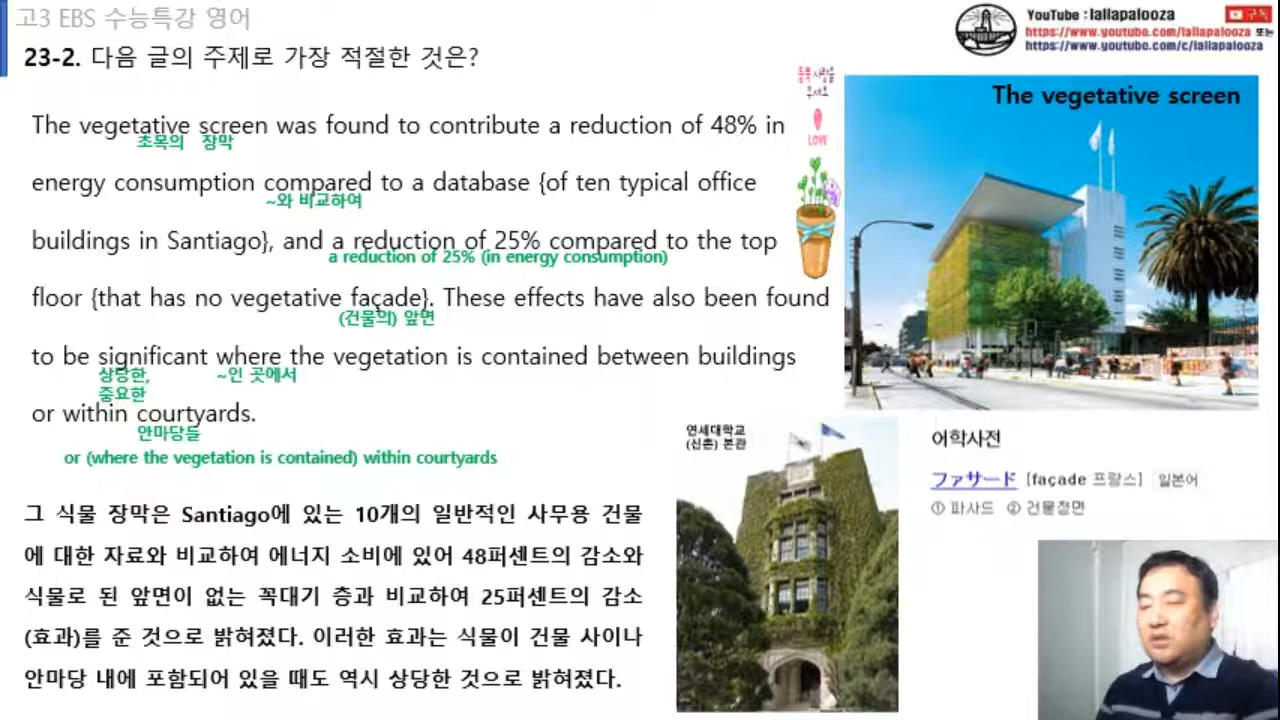 고3 EBS 수능특강 영어
YouTube : lallapalooza
구독
https://www.youtube.com/lallapalooza 또는
https://www.youtube.com/c/lallapalooza
23-2. 다음 글의 주제로 가장 적절한 것은?
듬뿍 사랑을
주세요
LOVE
The vegetative screen
The vegetative screen was found to contribute a reduction of 48% in
초목의 장막
energy consumption compared to a database {of ten typical office
~와 비교하여
buildings in Santiago}, and a reduction of 25% compared to the top
a reduction of 25% (in energy consumption)
floor {that has no vegetative façade}. These effects have also been found
(건물의) 앞면
to be significant where the vegetation is contained between buildings
상당한, ~인 곳에서
중요한
or within courtyards.
안마당들
or (where the vegetation is contained) within courtyards
연세대학교
(신촌) 본관
어학사전
ファサード [façade 프랑스] 일본어
① 파사드 ② 건물정면
그 식물 장막은 Santiago에 있는 10개의 일반적인 사무용 건물
에 대한 자료와 비교하여 에너지 소비에 있어 48퍼센트의 감소와
식물로 된 앞면이 없는 꼭대기 층과 비교하여 25퍼센트의 감소
(효과)를 준 것으로 밝혀졌다. 이러한 효과는 식물이 건물 사이나
안마당 내에 포함되어 있을 때도 역시 상당한 것으로 밝혀졌다.